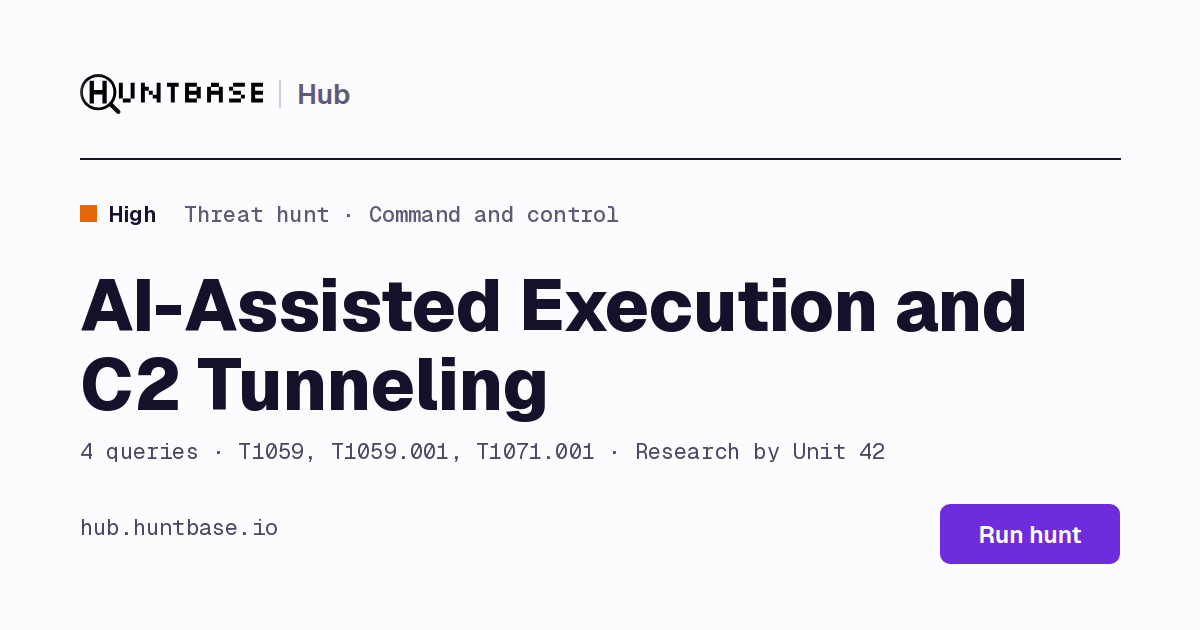 HUNTBASE Hub
High Threat hunt · Command and control
AI-Assisted Execution and
C2 Tunneling
4 queries · T1059, T1059.001, T1071.001 · Research by Unit 42
hub.huntbase.io
Run hunt